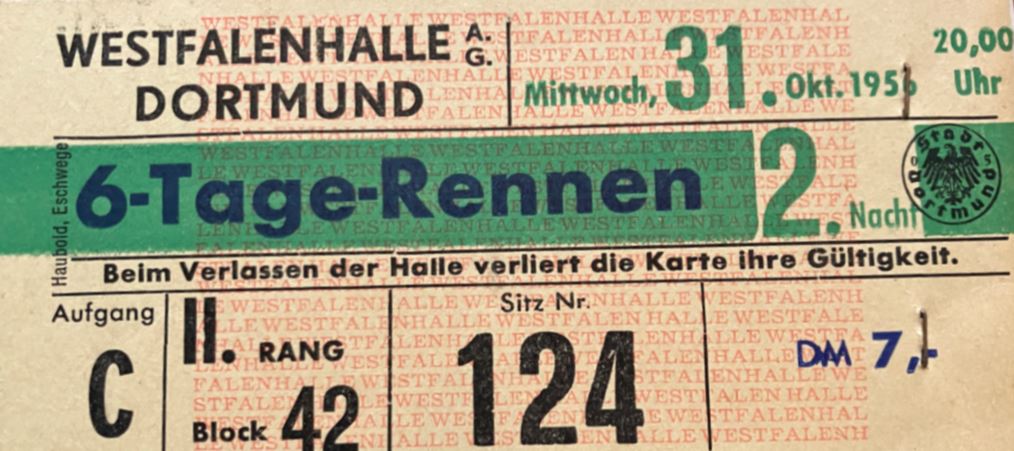 WESTFALENHALLE A.G.
DORTMUND
Mittwoch, 31. Okt. 1956
20,00 Uhr
6-Tage-Rennen
2. Nacht
Stadt Dortmund
Beim Verlassen der Halle verliert die Karte ihre Gültigkeit.
Haubold, Eschwege
Aufgang
C
II. RANG
Block 42
Sitz Nr.
124
DM 7,-